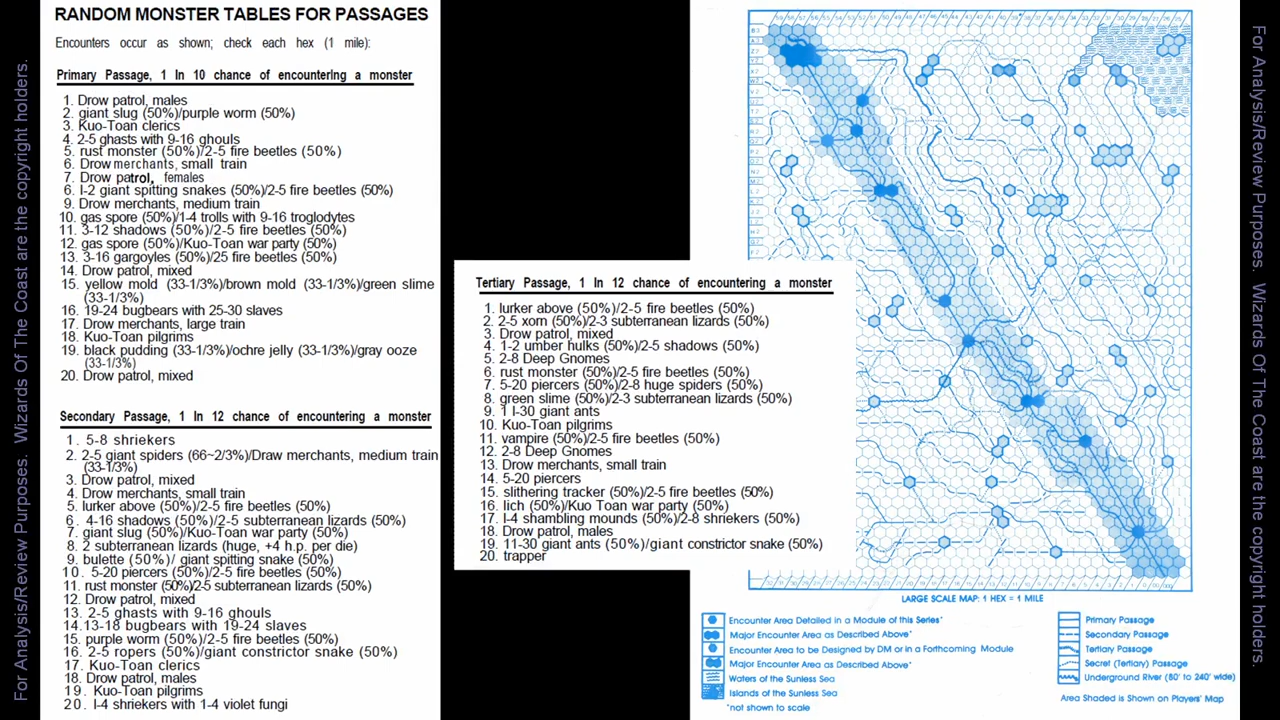 RANDOM MONSTER TABLES FOR PASSAGES
Encounters occur as shown; check each hex (1 mile):
Primary Passage, 1 In 10 chance of encountering a monster
1. Drow patrol, males
2. giant slug (50%)/purple worm (50%)
3. Kuo-Toan clerics
4. 2-5 ghasts with 9-16 ghouls
5. rust monster (50%)/2-5 fire beetles (50%)
6. Drow merchants, small train
7. Drow patrol, females
6. I-2 giant spitting snakes (50%)/2-5 fire beetles (50%)
9. Drow merchants, medium train
10. gas spore (50%)/1-4 trolls with 9-16 troglodytes
11. 3-12 shadows (50%)/2-5 fire beetles (50%)
12. gas spore (50%)/Kuo-Toan war party (50%)
13. 3-16 gargoyles (50%)/25 fire beetles (50%)
14. Drow patrol, mixed
15. yellow mold (33-1/3%)/brown mold (33-1/3%)/green slime
(33-1/3%)
16. 19-24 bugbears with 25-30 slaves
17. Drow merchants, large train
18. Kuo-Toan pilgrims
19. black pudding (33-1/3%)/ochre jelly (33-1/3%)/gray ooze
(33-1/3%)
20. Drow patrol, mixed
Secondary Passage, 1 In 12 chance of encountering a monster
1. 5-8 shriekers
2. 2-5 giant spiders (66~2/3%)/Draw merchants, medium train
(33-1/3%)
3. Drow patrol, mixed
4. Drow merchants, small train
5. lurker above (50%)/2-5 fire beetles (50%)
6. 4-16 shadows (50%)/2-5 subterranean lizards (50%)
7. giant slug (50%)/Kuo-Toan war party (50%)
8. 2 subterranean lizards (huge, +4 h.p. per die)
9. bulette (50%)/ giant spitting snake (50%)
10. 5-20 piercers (50%)/2-5 fire beetles (50%)
11. rust monster (50%)/2-5 subterranean lizards (50%)
12. Drow patrol, mixed
13. 2-5 ghasts with 9-16 ghouls
14. 13-18 bugbears with 19-24 slaves
15. purple worm (50%)/2-5 fire beetles (50%)
16. 2-5 ropers (50%)/giant constrictor snake (50%)
17. Kuo-Toan clerics
18. Drow patrol, males
19. Kuo-Toan pilgrims
20. I-4 shriekers with 1-4 violet fungi
Tertiary Passage, 1 In 12 chance of encountering a monster
1. lurker above (50%)/2-5 fire beetles (50%)
2. 2-5 xorn (50%)/2-3 subterranean lizards (50%)
3. Drow patrol, mixed
4. 1-2 umber hulks (50%)/2-5 shadows (50%)
5. 2-8 Deep Gnomes
6. rust monster (50%)/2-5 fire beetles (50%)
7. 5-20 piercers (50%)/2-8 huge spiders (50%)
8. green slime (50%)/2-3 subterranean lizards (50%)
9. 1 I-30 giant ants
10. Kuo-Toan pilgrims
11. vampire (50%)/2-5 fire beetles (50%)
12. 2-8 Deep Gnomes
13. Drow merchants, small train
14. 5-20 piercers
15. slithering tracker (50%)/2-5 fire beetles (50%)
16. lich (50%)/Kuo Toan war party (50%)
17. I-4 shambling mounds (50%)/2-8 shriekers (50%)
18. Drow patrol, males
19. 11-30 giant ants (50%)/giant constrictor snake (50%)
20. trapper
LARGE SCALE MAP: 1 HEX = 1 MILE
Encounter Area Detailed in a Module of this Series*
Major Encounter Area as Described Above*
Encounter Area to be Designed by DM or in a Forthcoming Module
Major Encounter Area as Described Above*
Waters of the Sunless Sea
Islands of the Sunless Sea
*not shown to scale
Primary Passage
Secondary Passage
Tertiary Passage
Secret (Tertiary) Passage
Underground River (80' to 240' wide)
Area Shaded is Shown on Players' Map
For Analysis/Review Purposes. Wizards Of The Coast are the copyright holders.
For Analysis/Review Purposes. Wizards Of The Coast are the copyright holders.